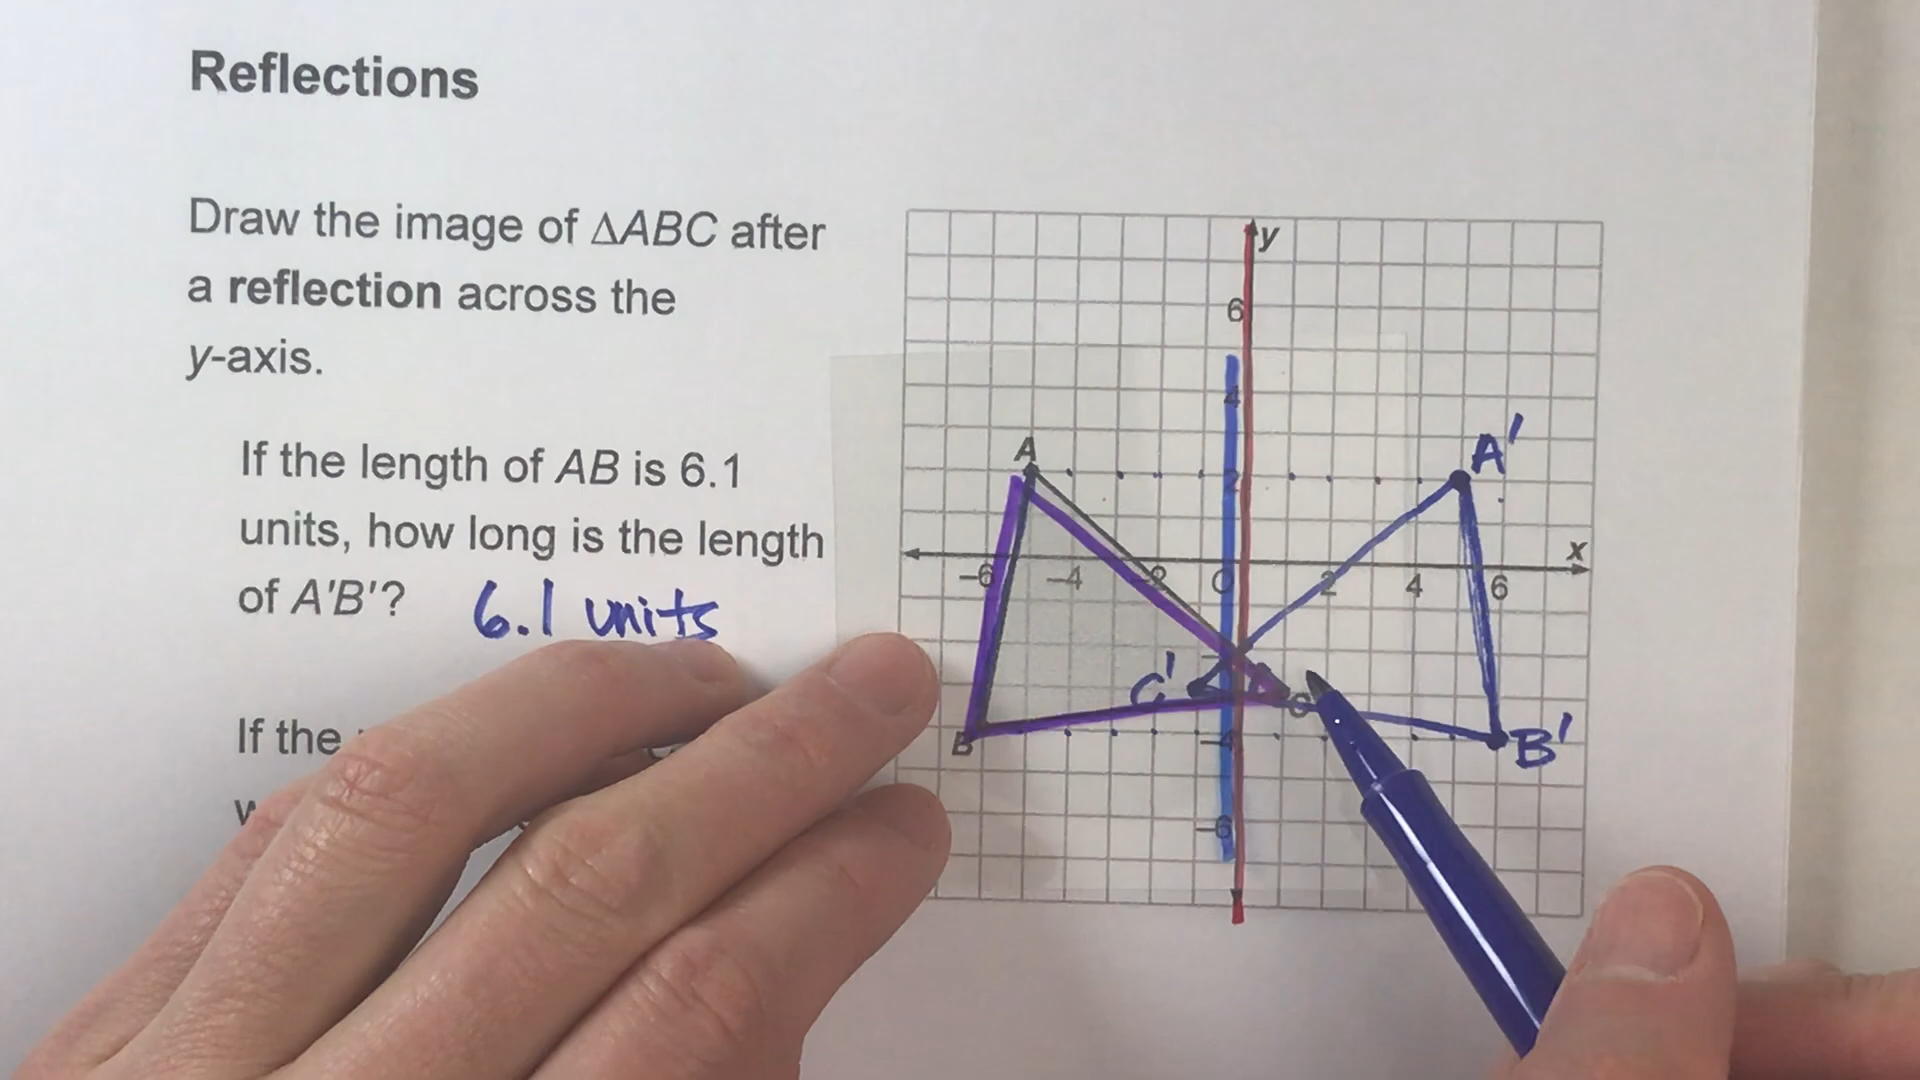 Reflections
Draw the image of ΔABC after
a reflection across the
y-axis.
If the length of AB is 6.1
units, how long is the length
of A'B'? 6.1 units
If the
y
6
4
A
A'
2
x
-6 -4 -2 0 2 4 6
C'
C
B
-4
B'
-6